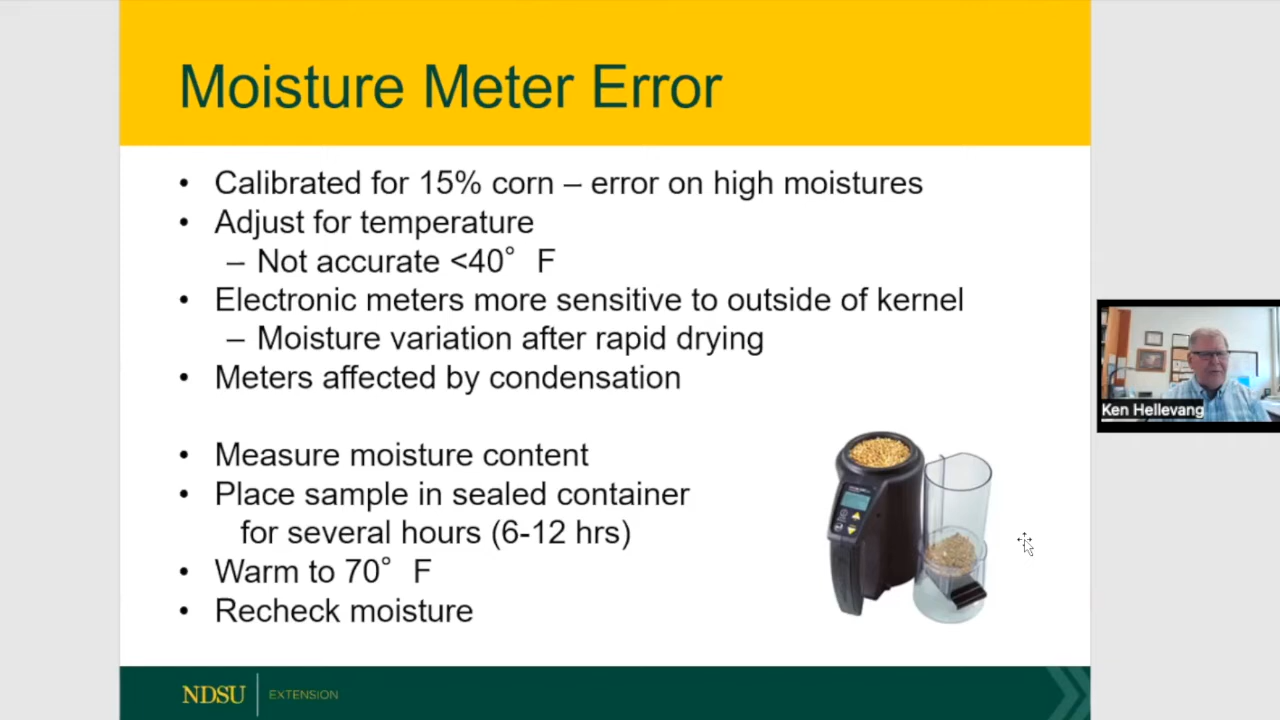 Moisture Meter Error
• Calibrated for 15% corn – error on high moistures
• Adjust for temperature
– Not accurate <40° F
• Electronic meters more sensitive to outside of kernel
– Moisture variation after rapid drying
• Meters affected by condensation
• Measure moisture content
• Place sample in sealed container
for several hours (6-12 hrs)
• Warm to 70° F
• Recheck moisture
Ken Hellevang
NDSU EXTENSION